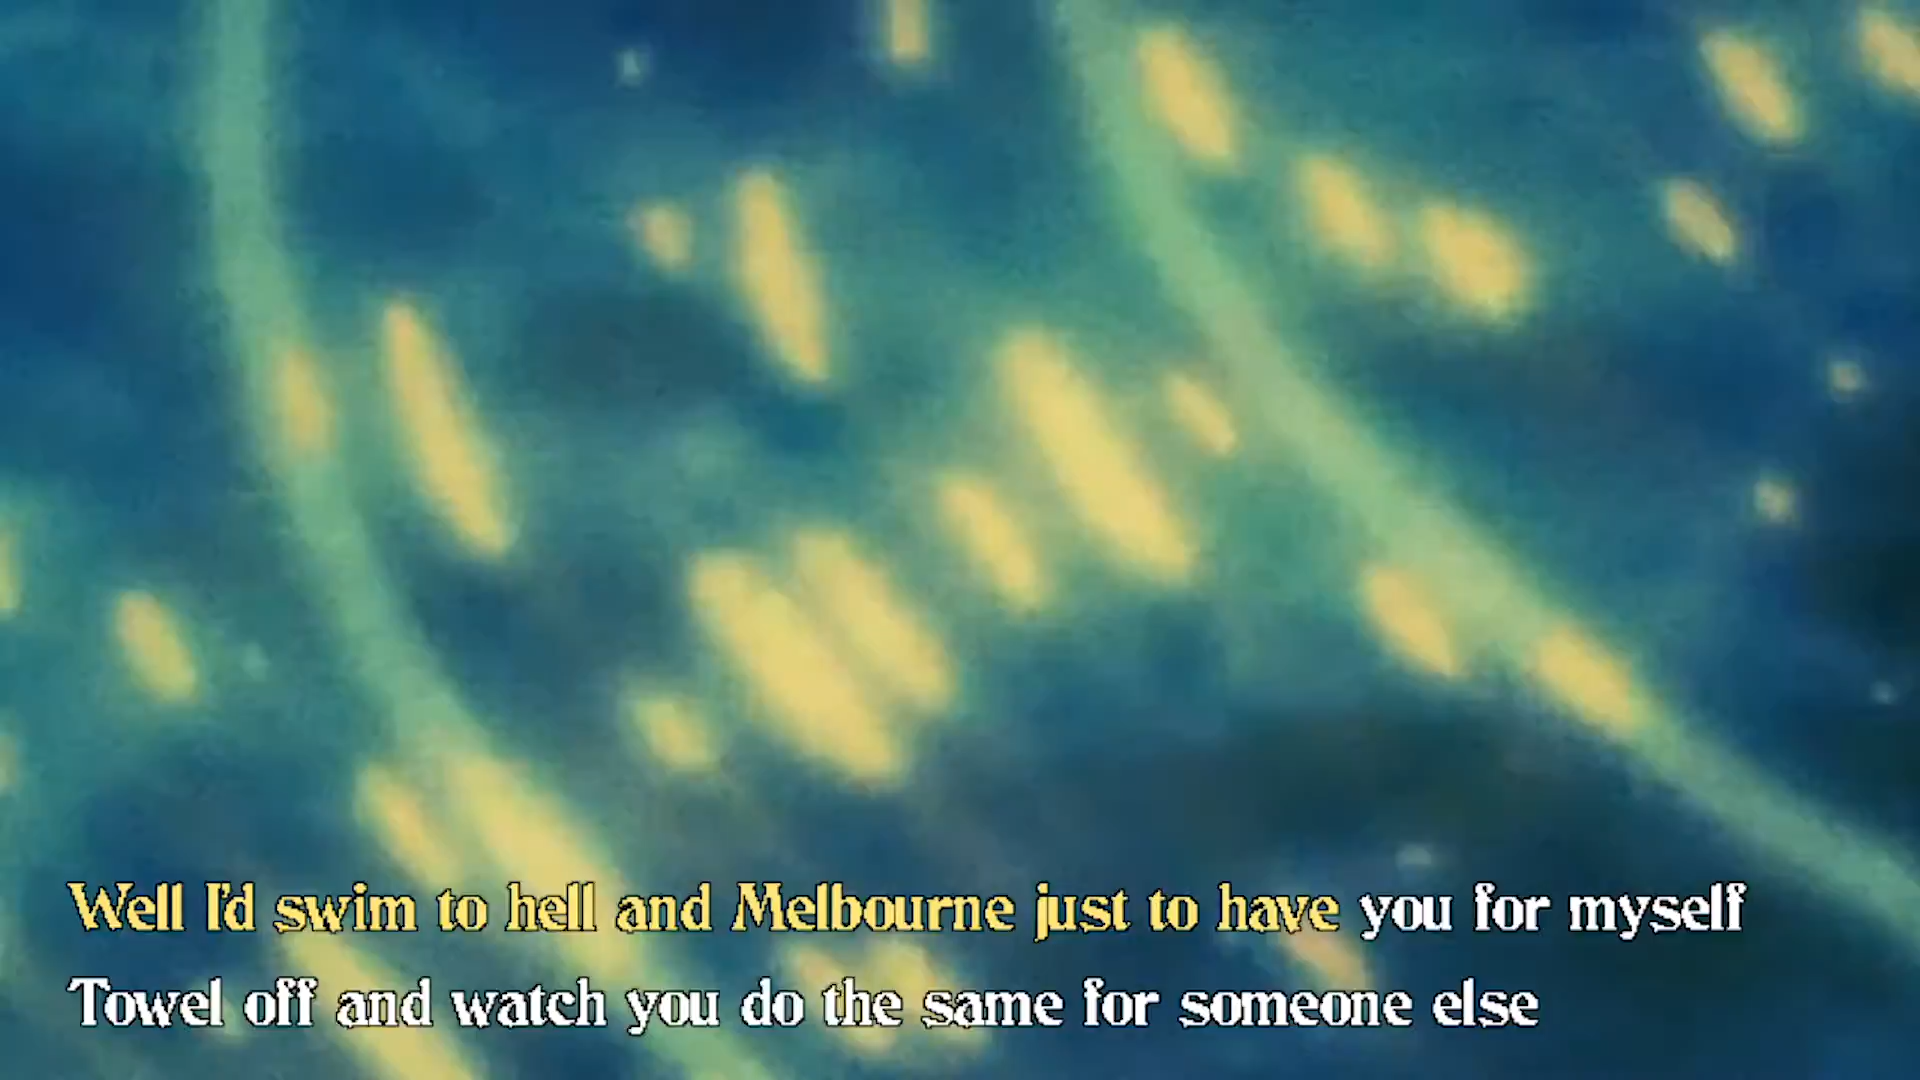 Well I'd swim to hell and Melbourne just to have you for myself
Towel off and watch you do the same for someone else